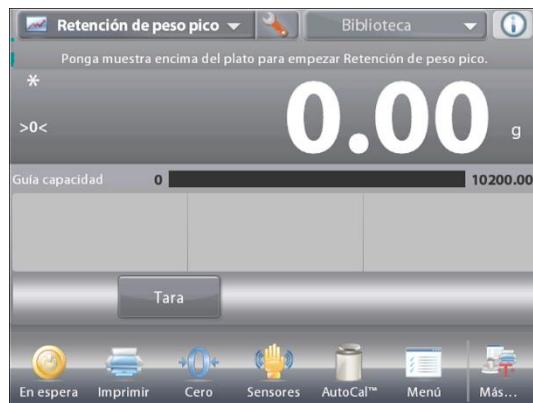 Retención de peso pico Biblioteca
Ponga muestra encima del plato para empezar Retención de peso pico.
*
>0<
0.00 g
Guía capacidad 0 10200.00
Tara
En espera Imprimir Cero Sensores AutoCal™ Menú Más...